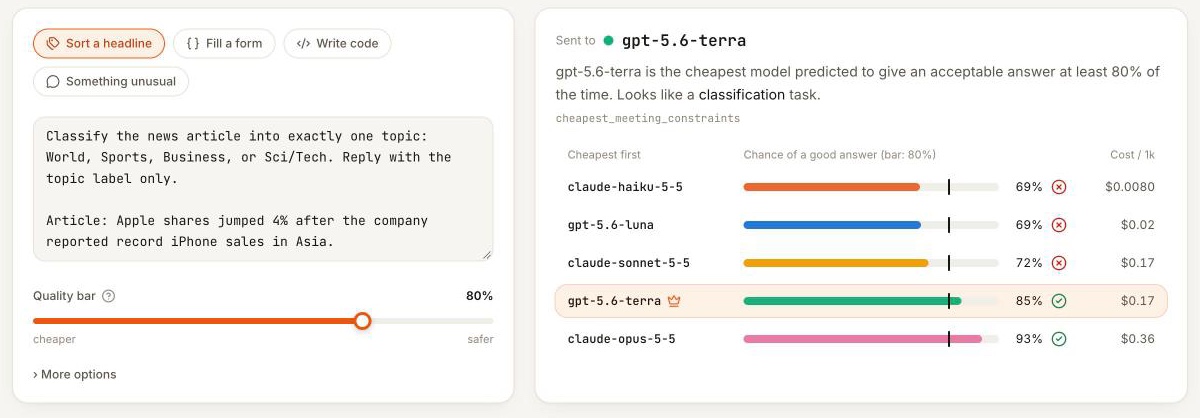 Sort a headline
{ } Fill a form
</> Write code
Something unusual
Classify the news article into exactly one topic:
World, Sports, Business, or Sci/Tech. Reply with the
topic label only.
Article: Apple shares jumped 4% after the company
reported record iPhone sales in Asia.
Quality bar ? 80%
cheaper safer
› More options
Sent to gpt-5.6-terra
gpt-5.6-terra is the cheapest model predicted to give an acceptable answer at least 80% of
the time. Looks like a classification task.
cheapest_meeting_constraints
Cheapest first Chance of a good answer (bar: 80%) Cost / 1k
claude-haiku-5-5 69% $0.0080
gpt-5.6-luna 69% $0.02
claude-sonnet-5-5 72% $0.17
gpt-5.6-terra 85% $0.17
claude-opus-5-5 93% $0.36